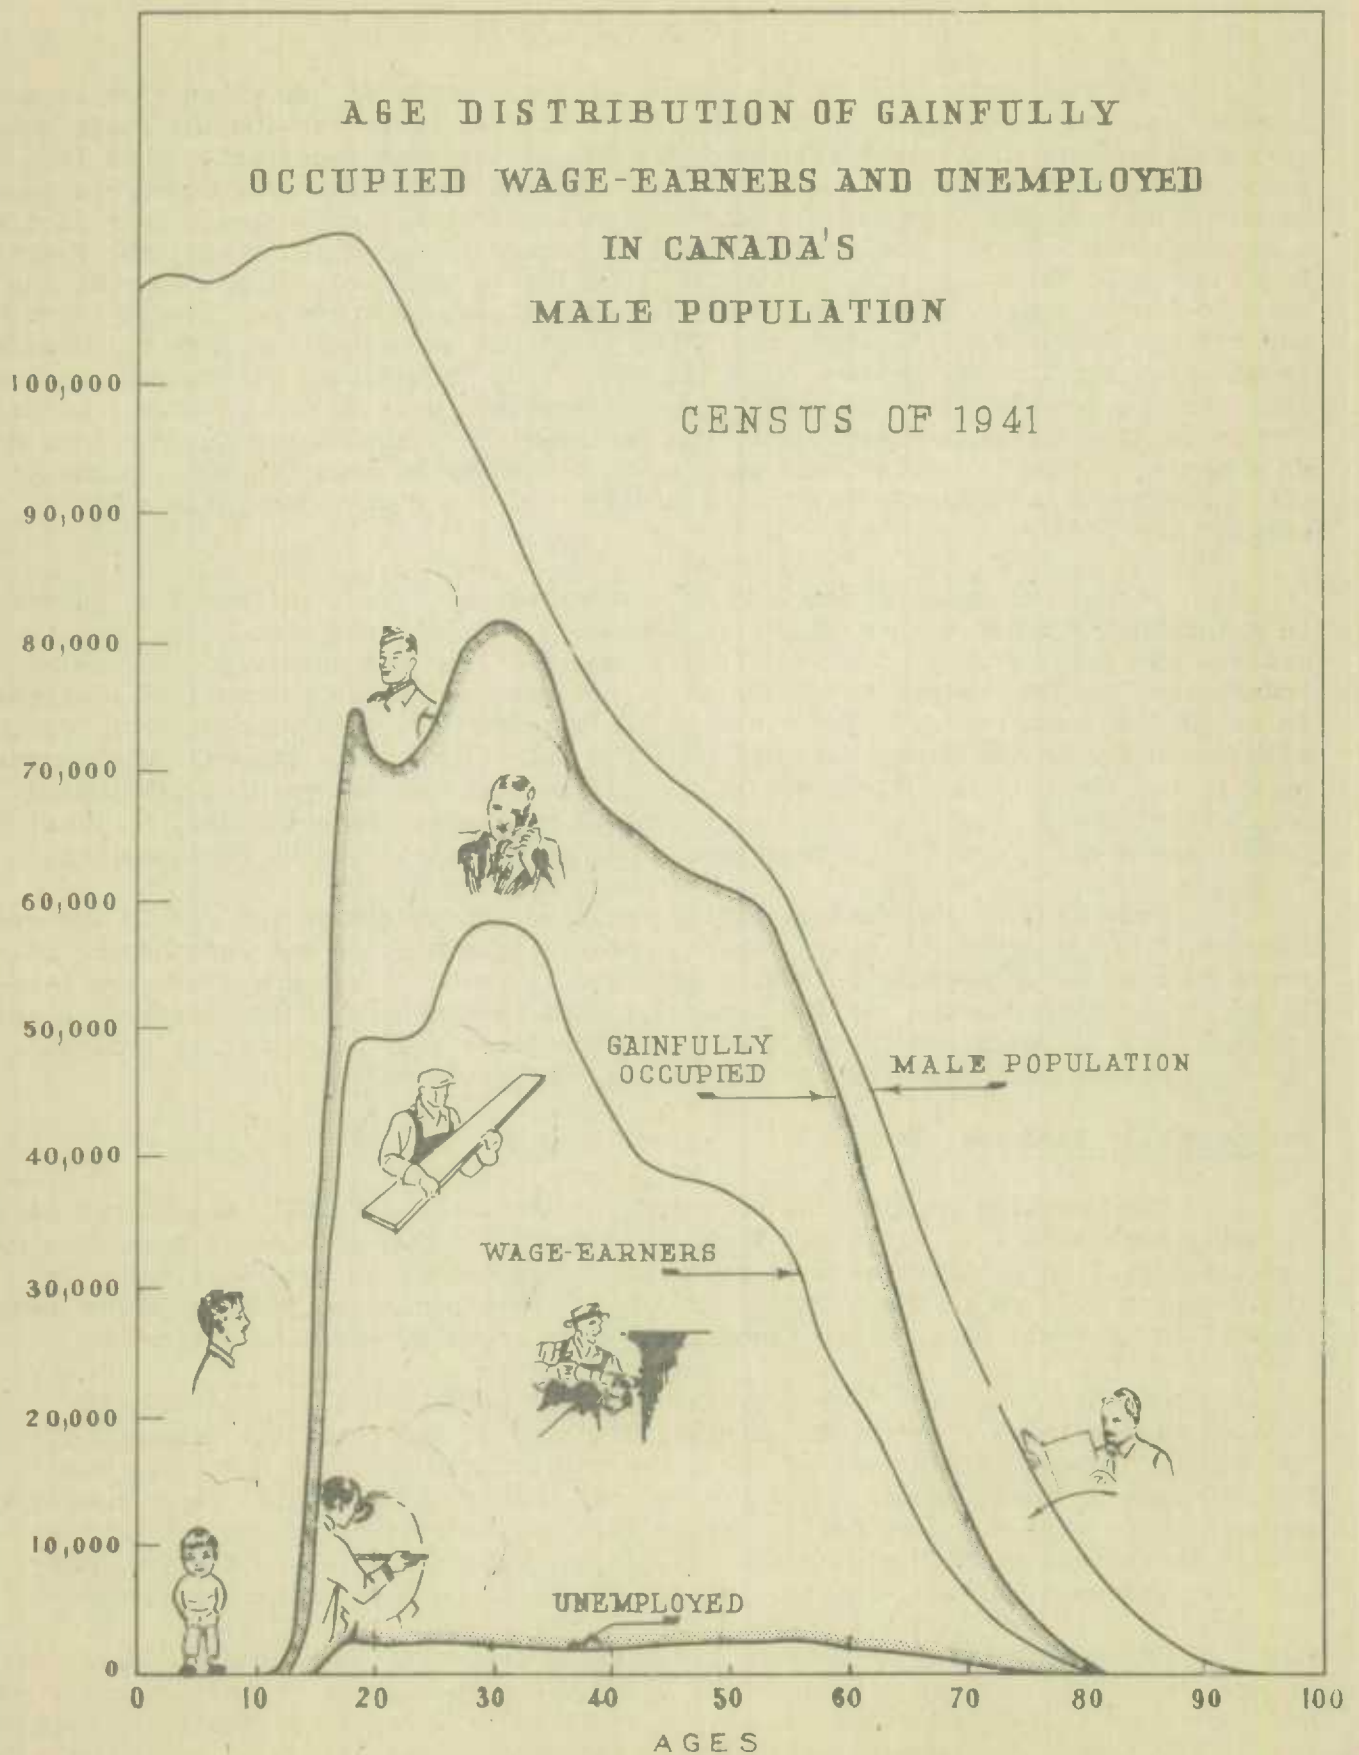 AGE DISTRIBUTION OF GAINFULLY
OCCUPIED WAGE-EARNERS AND UNEMPLOYED
IN CANADA'S
MALE POPULATION
CENSUS OF 1941
100,000
90,000
80,000
70,000
60,000
50,000
40,000
30,000
20,000
10,000
0
GAINFULLY
OCCUPIED
MALE POPULATION
WAGE-EARNERS
UNEMPLOYED
0 10 20 30 40 50 60 70 80 90 100
AGES